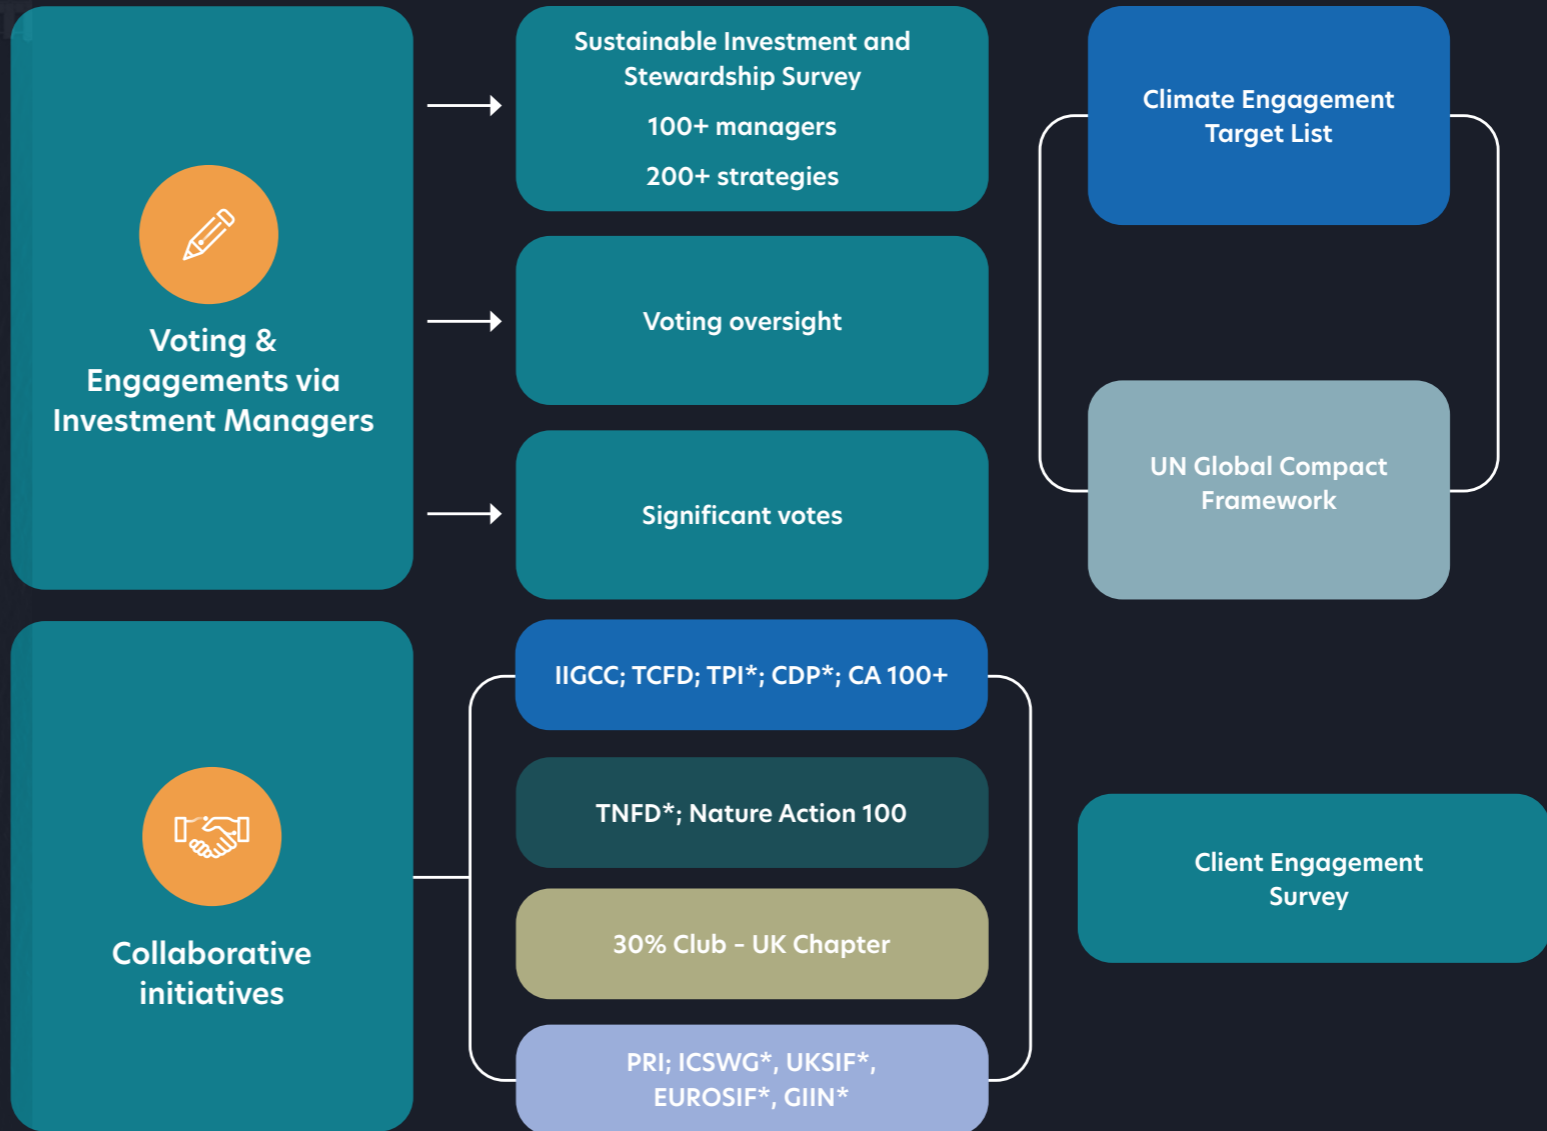 Voting &
Engagements via
Investment Managers
Sustainable Investment and
Stewardship Survey
100+ managers
200+ strategies
Voting oversight
Significant votes
Climate Engagement
Target List
UN Global Compact
Framework
Collaborative
initiatives
IIGCC; TCFD; TPI*; CDP*; CA 100+
TNFD*; Nature Action 100
30% Club – UK Chapter
PRI; ICSWG*, UKSIF*,
EUROSIF*, GIIN*
Client Engagement
Survey